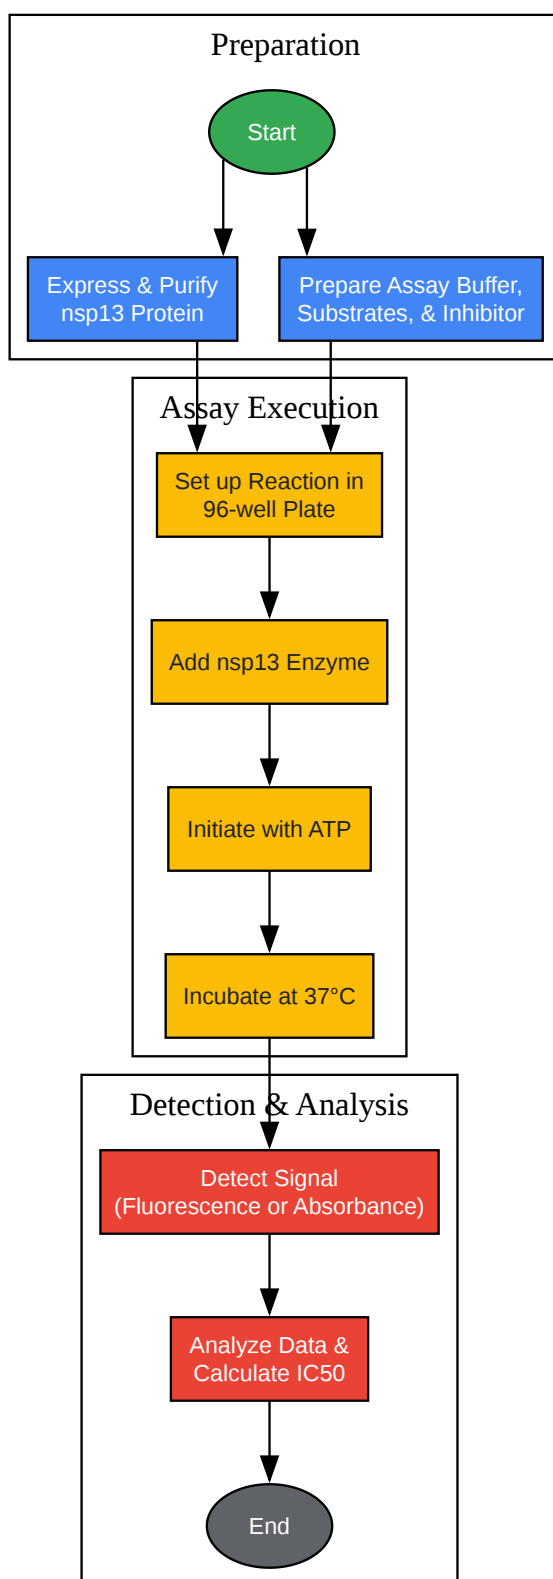 Preparation
Start
Express & Purify
nsp13 Protein
Prepare Assay Buffer,
Substrates, & Inhibitor
Assay Execution
Set up Reaction in
96-well Plate
Add nsp13 Enzyme
Initiate with ATP
Incubate at 37°C
Detection & Analysis
Detect Signal
(Fluorescence or Absorbance)
Analyze Data &
Calculate IC50
End